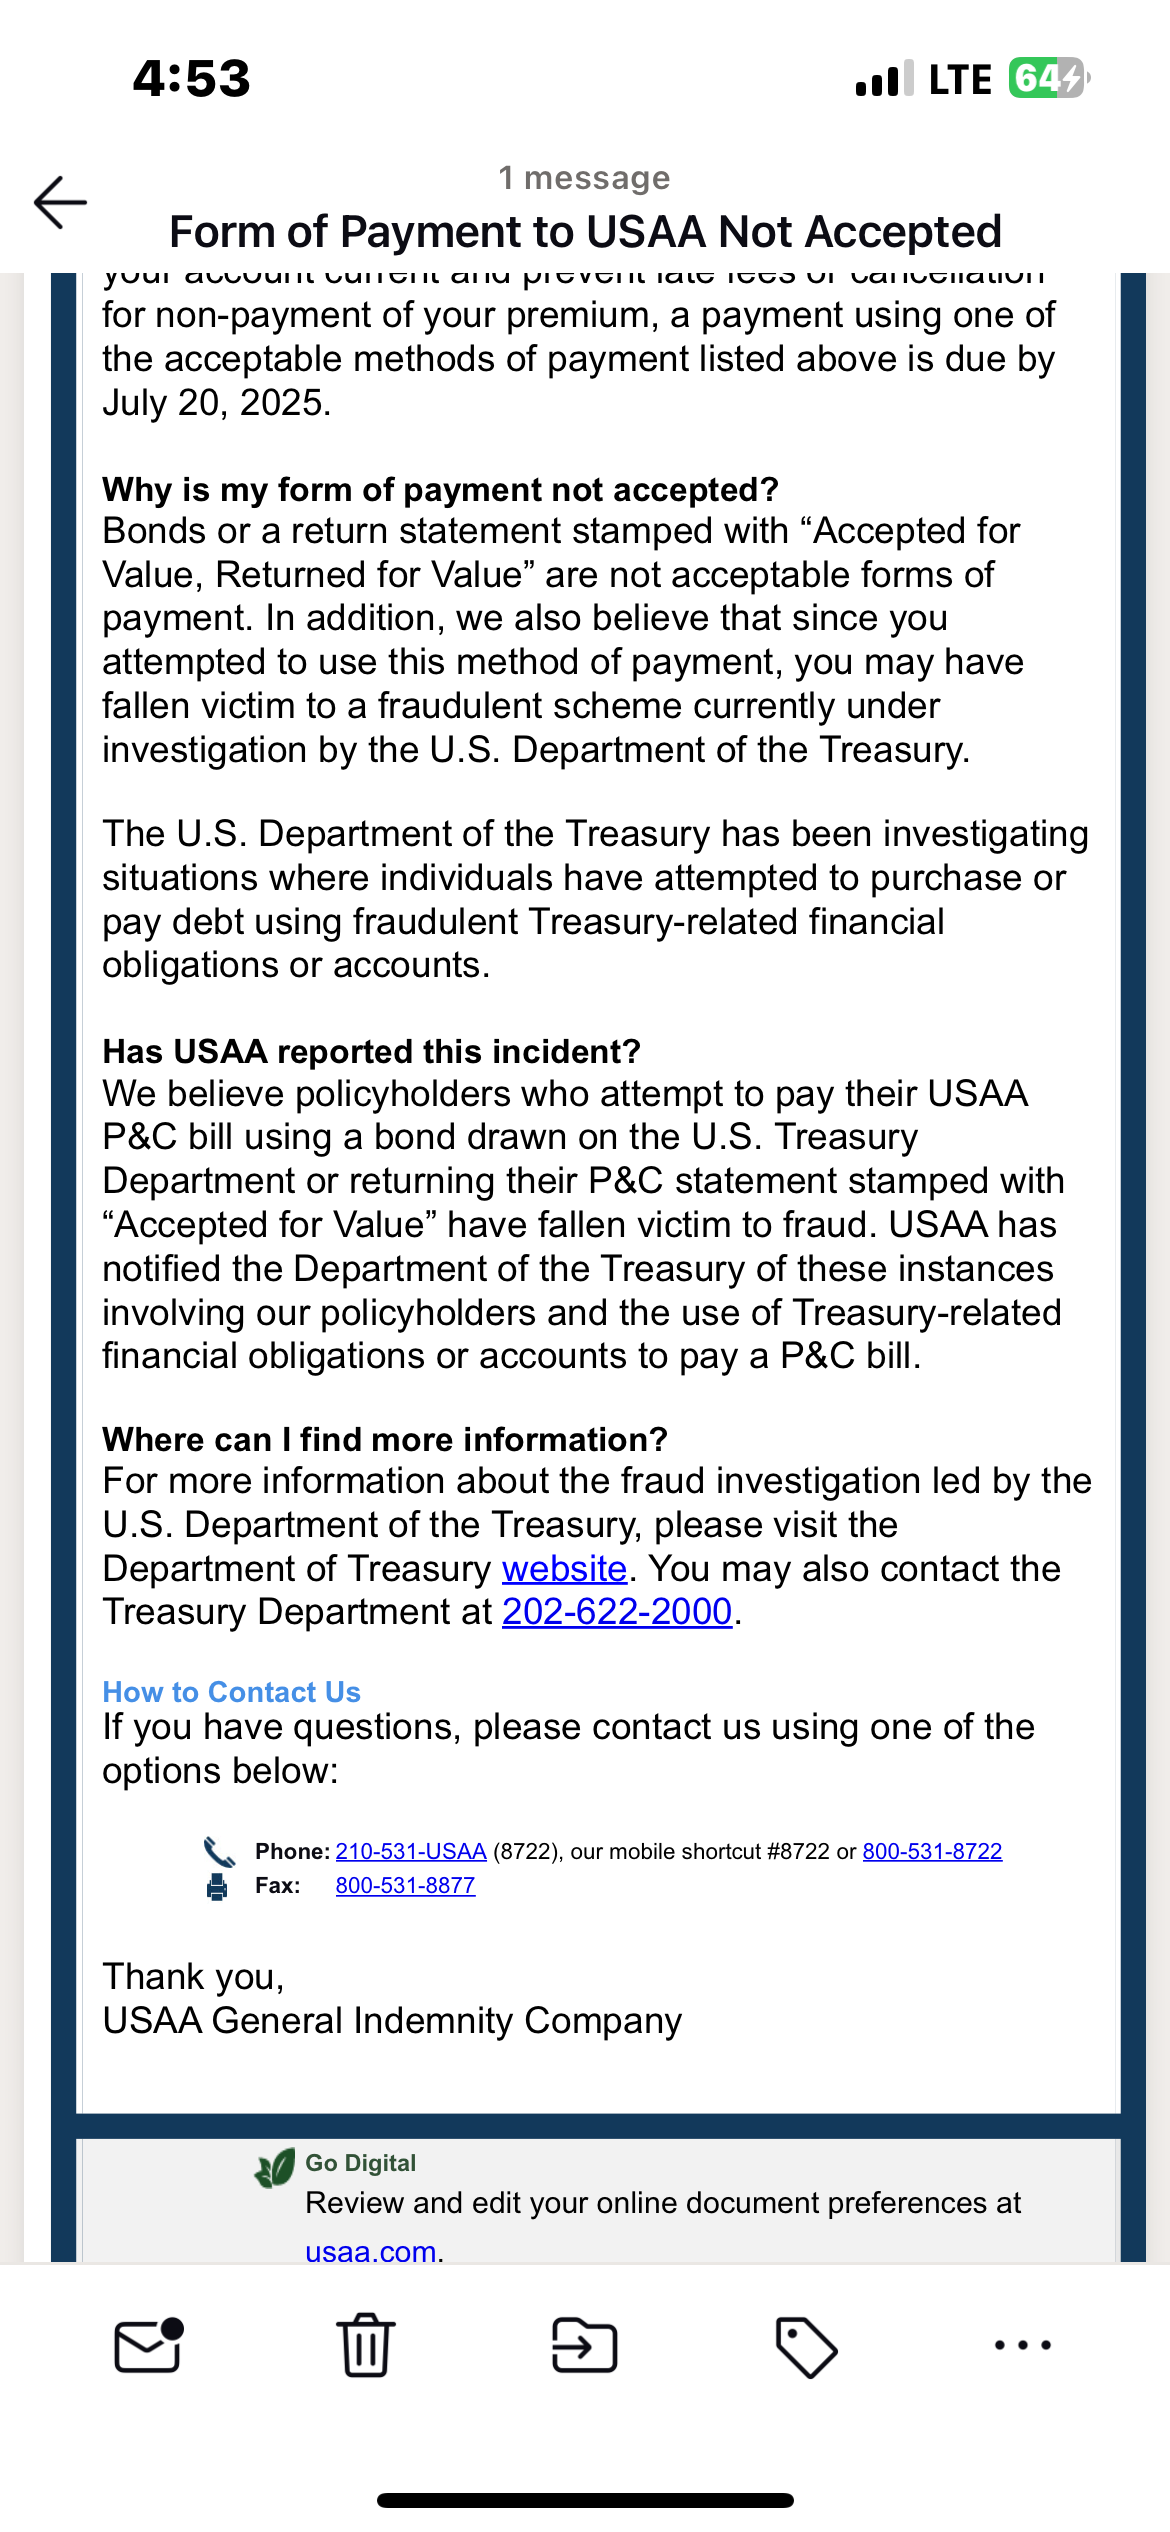 4:53
LTE 64
1 message
Form of Payment to USAA Not Accepted
your account current and prevent late fees or cancellation
for non-payment of your premium, a payment using one of
the acceptable methods of payment listed above is due by
July 20, 2025.
Why is my form of payment not accepted?
Bonds or a return statement stamped with “Accepted for
Value, Returned for Value” are not acceptable forms of
payment. In addition, we also believe that since you
attempted to use this method of payment, you may have
fallen victim to a fraudulent scheme currently under
investigation by the U.S. Department of the Treasury.
The U.S. Department of the Treasury has been investigating
situations where individuals have attempted to purchase or
pay debt using fraudulent Treasury-related financial
obligations or accounts.
Has USAA reported this incident?
We believe policyholders who attempt to pay their USAA
P&C bill using a bond drawn on the U.S. Treasury
Department or returning their P&C statement stamped with
“Accepted for Value” have fallen victim to fraud. USAA has
notified the Department of the Treasury of these instances
involving our policyholders and the use of Treasury-related
financial obligations or accounts to pay a P&C bill.
Where can I find more information?
For more information about the fraud investigation led by the
U.S. Department of the Treasury, please visit the
Department of Treasury website. You may also contact the
Treasury Department at 202-622-2000.
How to Contact Us
If you have questions, please contact us using one of the
options below:
Phone: 210-531-USAA (8722), our mobile shortcut #8722 or 800-531-8722
Fax: 800-531-8877
Thank you,
USAA General Indemnity Company
Go Digital
Review and edit your online document preferences at
usaa.com.